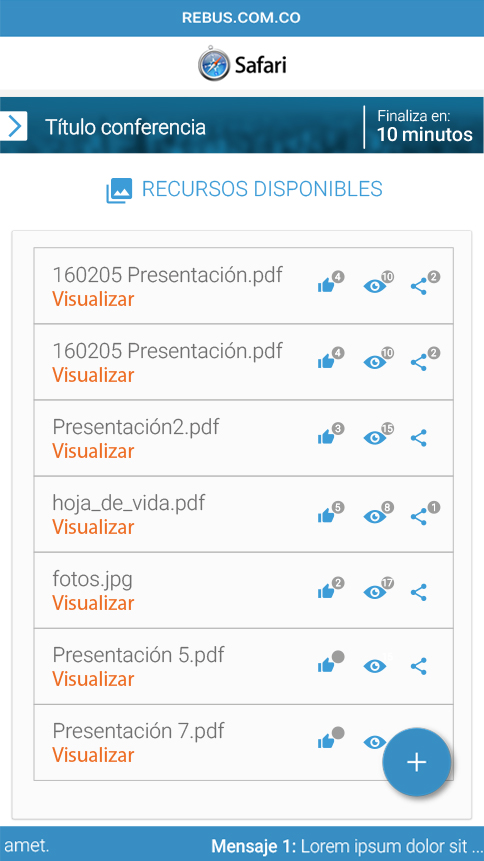 REBUS.COM.CO
Safari
Título conferencia
Finaliza en:
10 minutos
RECURSOS DISPONIBLES
160205 Presentación.pdf
4 10 2
Visualizar
160205 Presentación.pdf
4 10 2
Visualizar
Presentación2.pdf
3 15
Visualizar
hoja_de_vida.pdf
5 8 1
Visualizar
fotos.jpg
2 17
Visualizar
Presentación 5.pdf
Visualizar
Presentación 7.pdf
Visualizar
+
amet. Mensaje 1: Lorem ipsum dolor sit ...